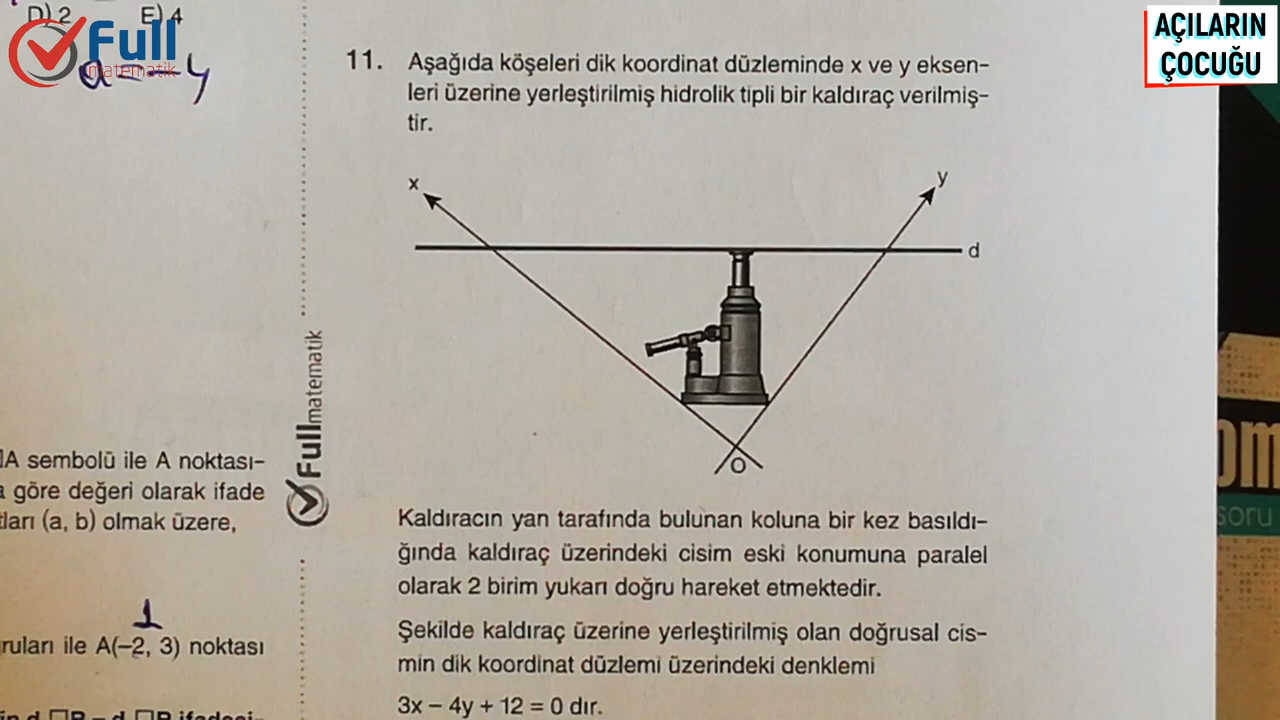 D) 2 E) 4
Full
matematik
AÇILARIN
ÇOCUĞU
11. Aşağıda köşeleri dik koordinat düzleminde x ve y eksen-
leri üzerine yerleştirilmiş hidrolik tipli bir kaldıraç verilmiş-
tir.
x
y
d
O
Fullmatematik
A sembolü ile A noktası-
göre değeri olarak ifade
ları (a, b) olmak üzere,
1
ruları ile A(–2, 3) noktası
Kaldıracın yan tarafında bulunan koluna bir kez basıldı-
ğında kaldıraç üzerindeki cisim eski konumuna paralel
olarak 2 birim yukarı doğru hareket etmektedir.
Şekilde kaldıraç üzerine yerleştirilmiş olan doğrusal cis-
min dik koordinat düzlemi üzerindeki denklemi
3x – 4y + 12 = 0 dır.
om
soru